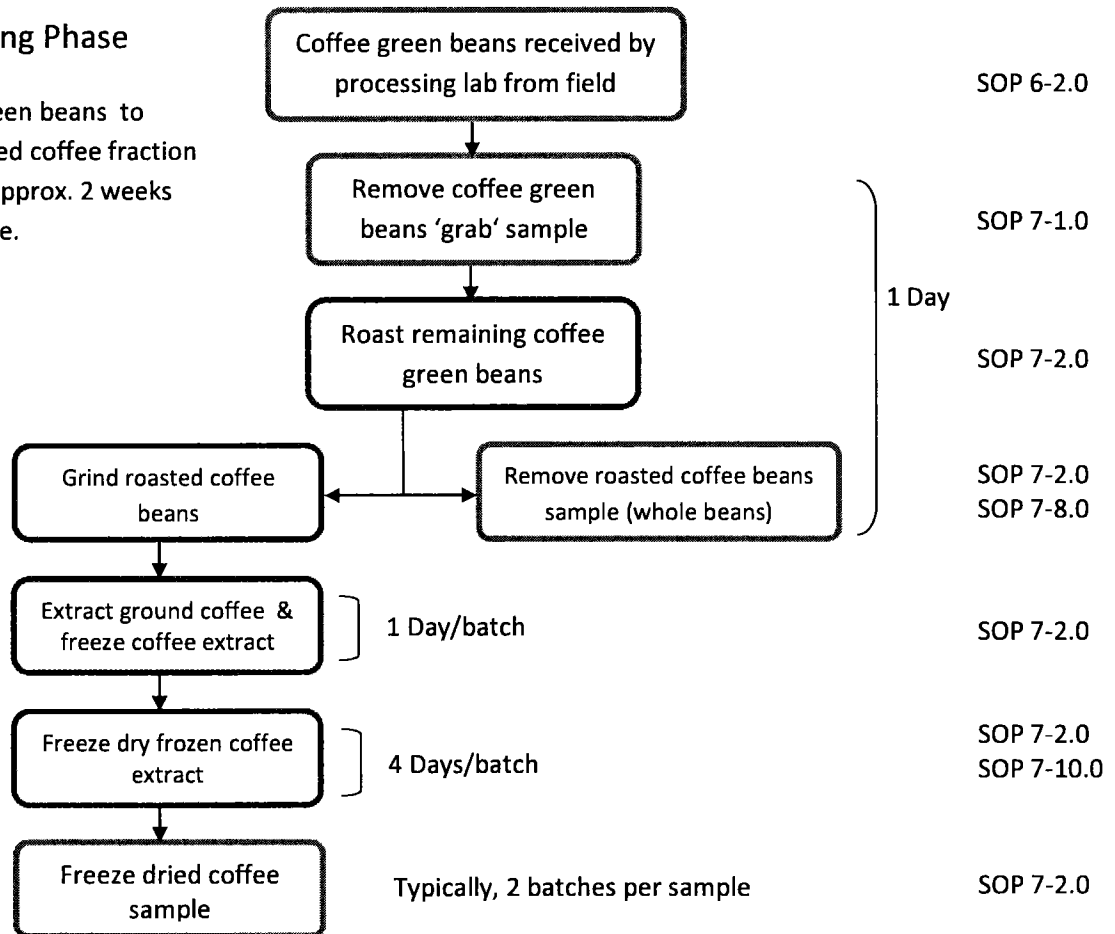 ng Phase
een beans to
ed coffee fraction
pprox. 2 weeks
e.
Coffee green beans received by
processing lab from field
SOP 6-2.0
Remove coffee green
beans ‘grab‘ sample
SOP 7-1.0
1 Day
Roast remaining coffee
green beans
SOP 7-2.0
Grind roasted coffee
beans
Remove roasted coffee beans
sample (whole beans)
SOP 7-2.0
SOP 7-8.0
Extract ground coffee &
freeze coffee extract
1 Day/batch
SOP 7-2.0
Freeze dry frozen coffee
extract
4 Days/batch
SOP 7-2.0
SOP 7-10.0
Freeze dried coffee
sample
Typically, 2 batches per sample
SOP 7-2.0